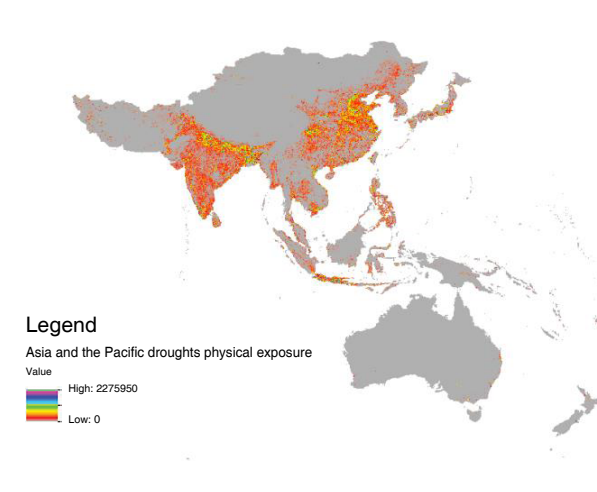 Legend
Asia and the Pacific droughts physical exposure
Value
High: 2275950
Low: 0